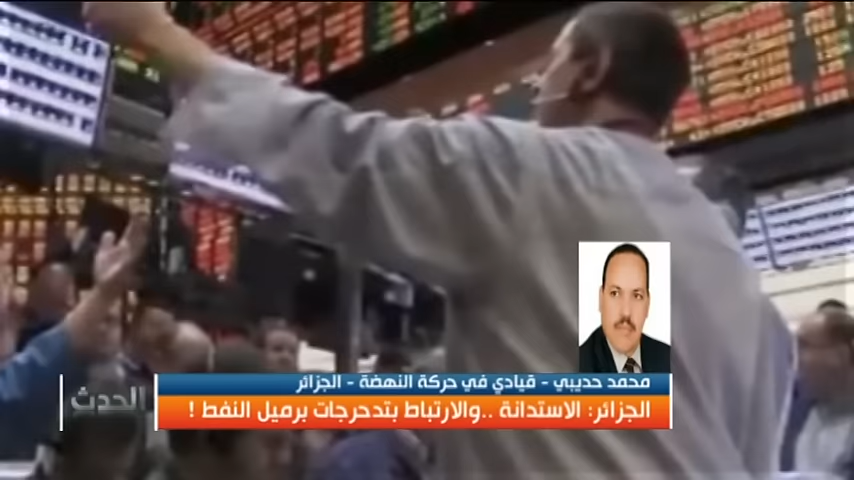 محمد حديبي - قيادي في حركة النهضة - الجزائر
الجزائر: الاستدانة ..والارتباط بتدحرجات برميل النفط !
الحدث